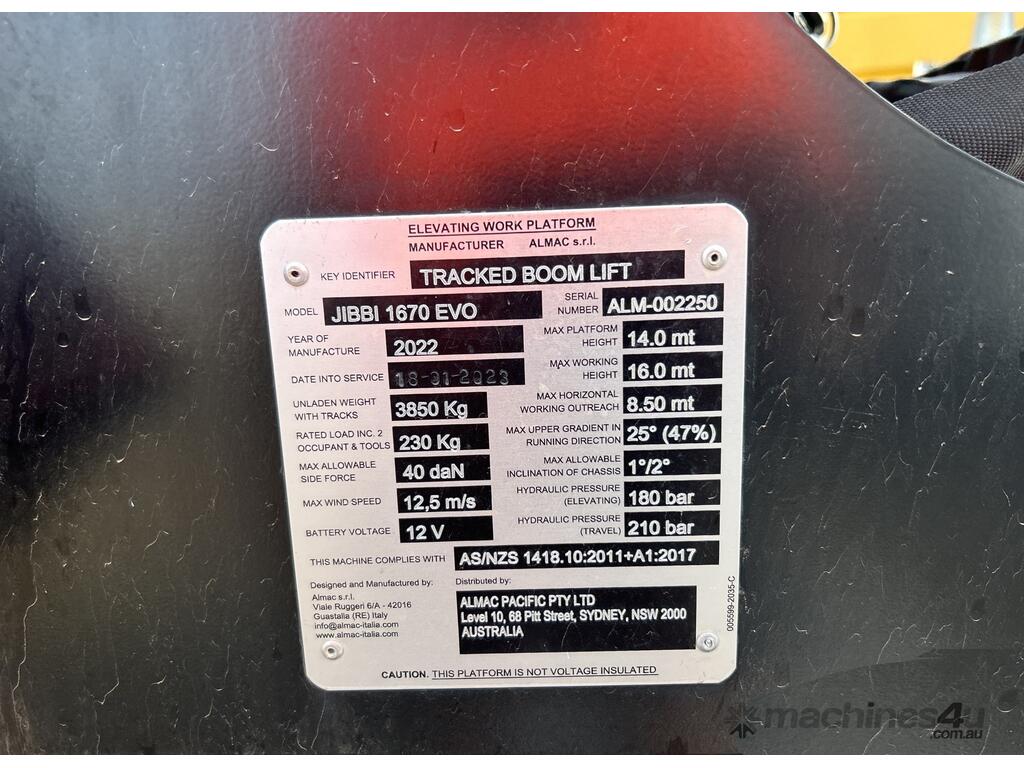 ELEVATING WORK PLATFORM
MANUFACTURER ALMAC s.r.l.
KEY IDENTIFIER TRACKED BOOM LIFT
MODEL JIBBI 1670 EVO
SERIAL NUMBER ALM-002250
YEAR OF MANUFACTURE 2022
MAX PLATFORM HEIGHT 14.0 mt
DATE INTO SERVICE 18-01-2023
MAX WORKING HEIGHT 16.0 mt
UNLADEN WEIGHT WITH TRACKS 3850 Kg
MAX HORIZONTAL WORKING OUTREACH 8.50 mt
RATED LOAD INC. 2 OCCUPANT & TOOLS 230 Kg
MAX UPPER GRADIENT IN RUNNING DIRECTION 25° (47%)
MAX ALLOWABLE SIDE FORCE 40 daN
MAX ALLOWABLE INCLINATION OF CHASSIS 1°/2°
MAX WIND SPEED 12,5 m/s
HYDRAULIC PRESSURE (ELEVATING) 180 bar
BATTERY VOLTAGE 12 V
HYDRAULIC PRESSURE (TRAVEL) 210 bar
THIS MACHINE COMPLIES WITH AS/NZS 1418.10:2011+A1:2017
Designed and Manufactured by:
Almac s.r.l.
Viale Ruggeri 6/A - 42016
Guastalla (RE) Italy
info@almac-italia.com
www.almac-italia.com
Distributed by:
ALMAC PACIFIC PTY LTD
Level 10, 68 Pitt Street, SYDNEY, NSW 2000
AUSTRALIA
005599-2035-C
CAUTION. THIS PLATFORM IS NOT VOLTAGE INSULATED
machines4u
.com.au